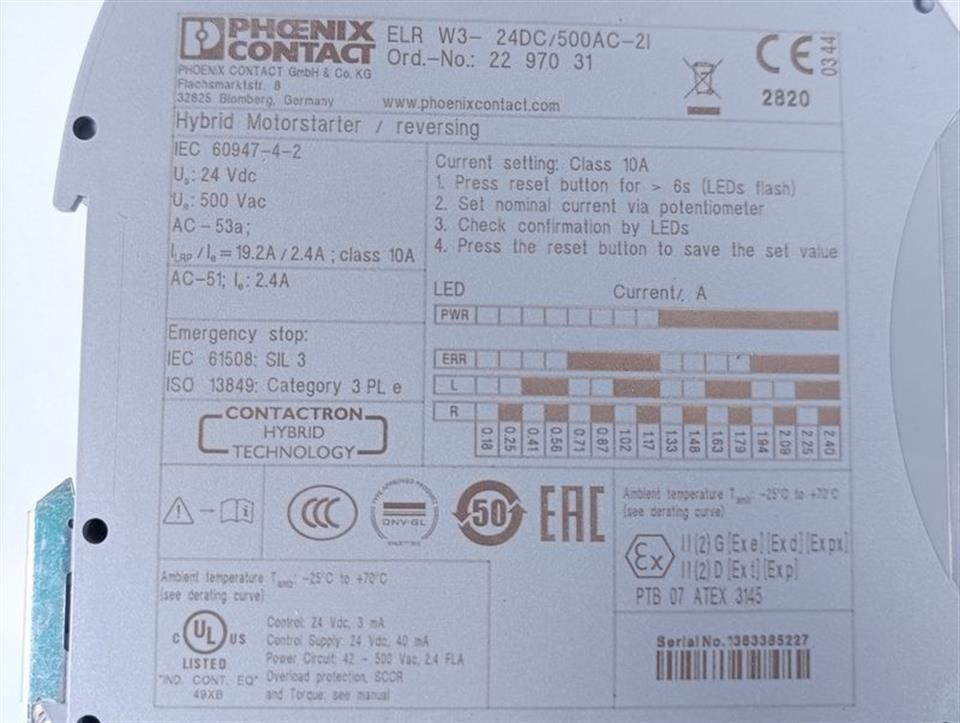 PHŒNIX
CONTACT
PHOENIX CONTACT GmbH & Co. KG
Flachsmarktstr. 8
32825 Blomberg, Germany
ELR W3- 24DC/500AC-2I
Ord.-No.: 22 970 31
www.phoenixcontact.com
CE 0344
2820
Hybrid Motorstarter / reversing
IEC 60947-4-2
Us: 24 Vdc
Ue: 500 Vac
AC-53a;
ILRP/Ie = 19.2A / 2.4A ; class 10A
AC-51; Ie: 2.4A
Emergency stop:
IEC 61508: SIL 3
ISO 13849: Category 3 PL e
CONTACTRON
HYBRID
TECHNOLOGY
Current setting: Class 10A
1. Press reset button for > 6s (LEDs flash)
2. Set nominal current via potentiometer
3. Check confirmation by LEDs
4. Press the reset button to save the set value
LED Current/ A
PWR
ERR
L
R
0.18 0.25 0.41 0.56 0.71 0.87 1.02 1.17 1.33 1.48 1.63 1.79 1.94 2.09 2.25 2.40
CCC
TYPE APPROVED PRODUCT
DNV·GL
50
EAC
Ambient temperature Tamb: -25°C to +70°C
(see derating curve)
Ex
II (2) G [Ex e] [Ex d] [Ex px]
II (2) D [Ex t] [Ex p]
PTB 07 ATEX 3145
Ambient temperature Tamb: -25°C to +70°C
(see derating curve)
C UL US
LISTED
"IND. CONT. EQ"
49XB
Control: 24 Vdc, 3 mA
Control Supply: 24 Vdc, 40 mA
Power Circuit: 42 - 500 Vac, 2.4 FLA
Overload protection, SCCR
and Torque: see manual
Serial No.:1363385227